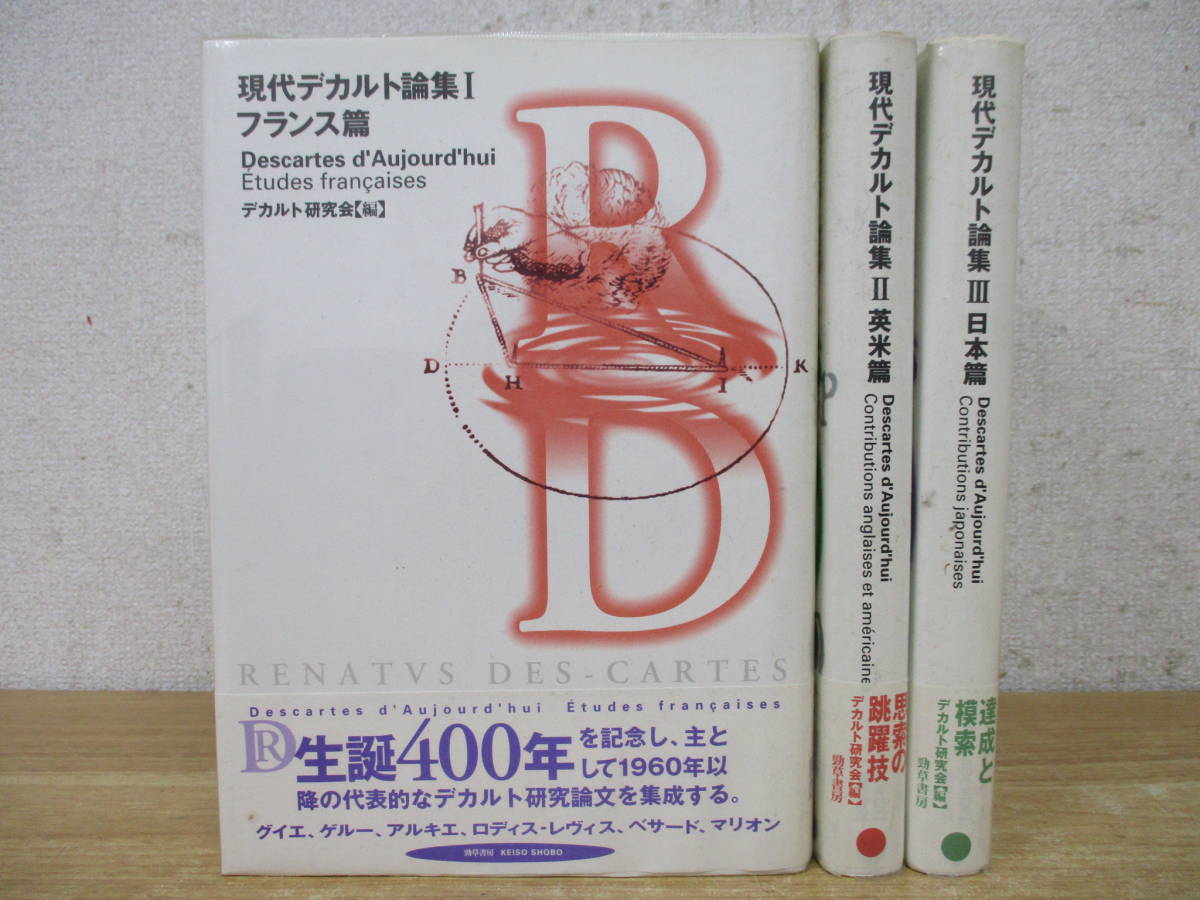 現代デカルト論集Ⅰ
フランス篇
Descartes d'Aujourd'hui
Études françaises
デカルト研究会【編】
R
D
C
B
D
H
I
K
RENATVS DES-CARTES
Descartes d'Aujourd'hui Études françaises
DR
生誕400年を記念し、主と
して1960年以
降の代表的なデカルト研究論文を集成する。
グイエ、ゲルー、アルキエ、ロディス-レヴィス、ベサード、マリオン
勁草書房 KEISO SHOBO
現代デカルト論集 Ⅱ 英米篇
Descartes d'Aujourd'hui
Contributions anglaises et américaine
思索の
跳躍技
デカルト研究会【編】
勁草書房
現代デカルト論集 Ⅲ 日本篇
Descartes d'Aujourd'hui
Contributions japonaises
達成と
模索
デカルト研究会【編】
勁草書房